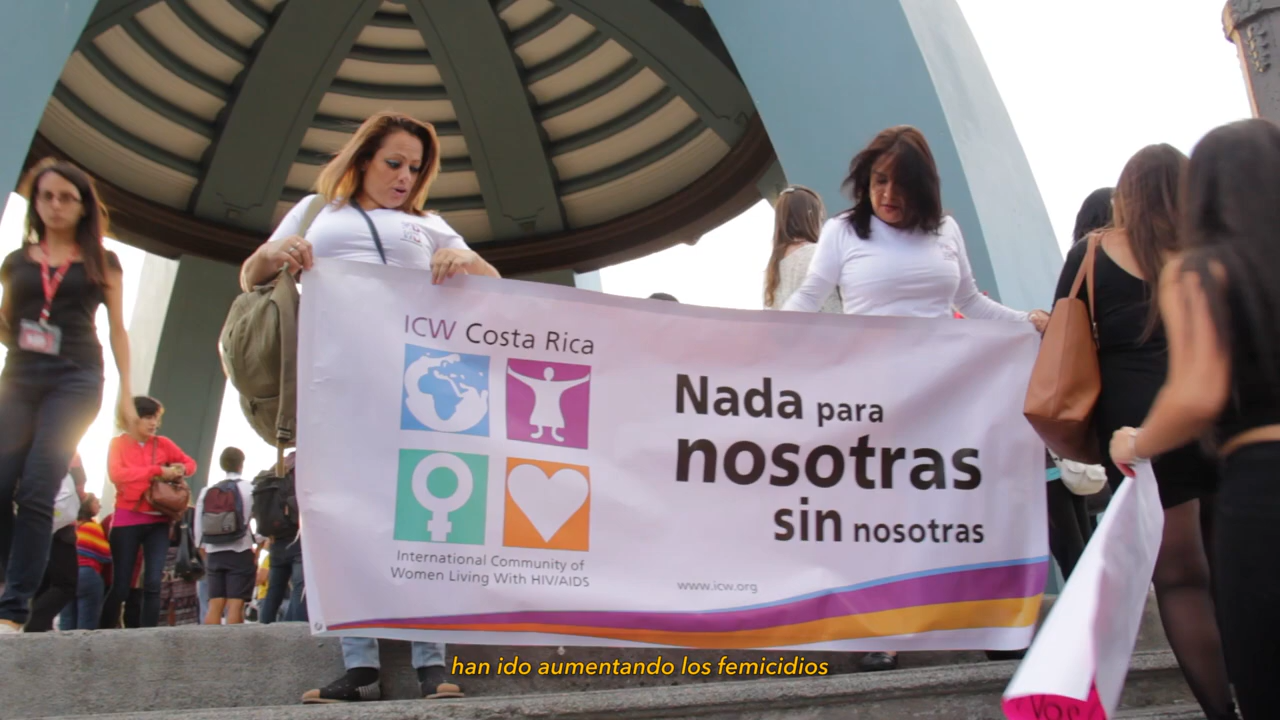 ICW Costa Rica
International Community of
Women Living With HIV/AIDS
Nada para
nosotras
sin nosotras
www.icw.org
han ido aumentando los femicidios